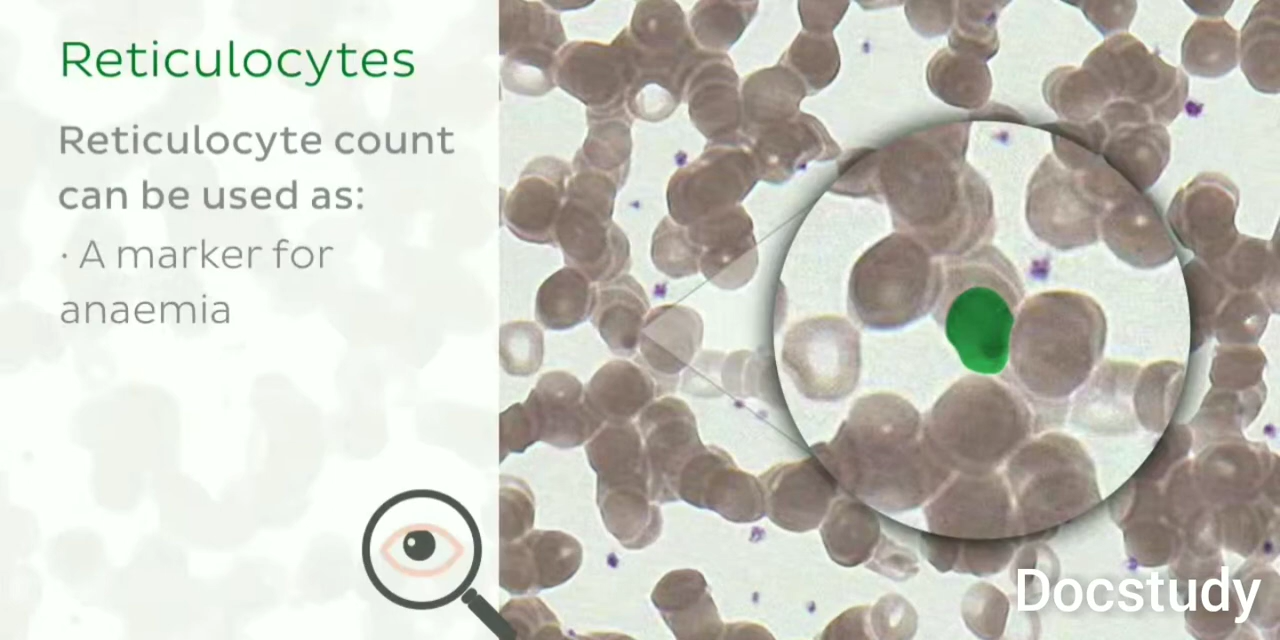 Reticulocytes
Reticulocyte count
can be used as:
· A marker for
anaemia
Docstudy